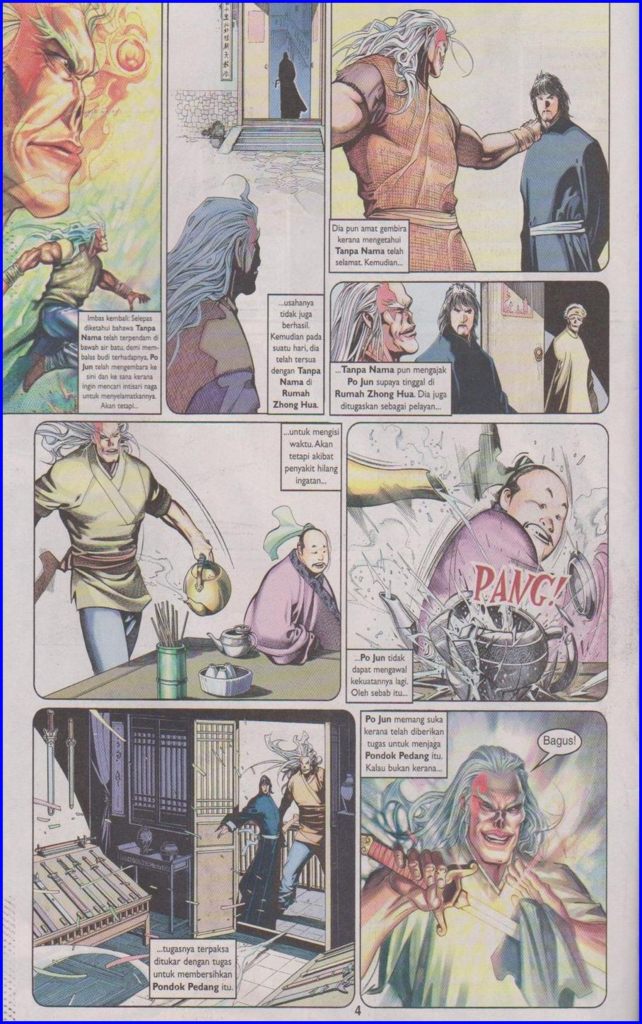 Imbas kembali: Selepas
diketahui bahawa Tanpa
Nama telah terpendam di
bawah air batu, demi mem-
balas budi terhadapnya, Po
Jun telah mengembara ke
sini dan ke sana kerana
ingin mencari intisari naga
untuk menyelamatkannya.
Akan tetapi...
...usahanya
tidak juga
berhasil.
Kemudian pada
suatu hari, dia
telah tersua
dengan Tanpa
Nama di
Rumah
Zhong Hua.
Dia pun amat gembira
kerana mengetahui
Tanpa Nama telah
selamat. Kemudian...
...Tanpa Nama pun mengajak
Po Jun supaya tinggal di
Rumah Zhong Hua. Dia juga
ditugaskan sebagai pelayan...
...untuk mengisi
waktu. Akan
tetapi akibat
penyakit hilang
ingatan...
PANG!
...Po Jun tidak
dapat mengawal
kekuatannya lagi.
Oleh sebab itu...
...tugasnya terpaksa
ditukar dengan tugas
untuk membersihkan
Pondok Pedang itu.
Po Jun memang suka
kerana telah diberikan
tugas untuk menjaga
Pondok Pedang itu.
Kalau bukan kerana...
Bagus!
4